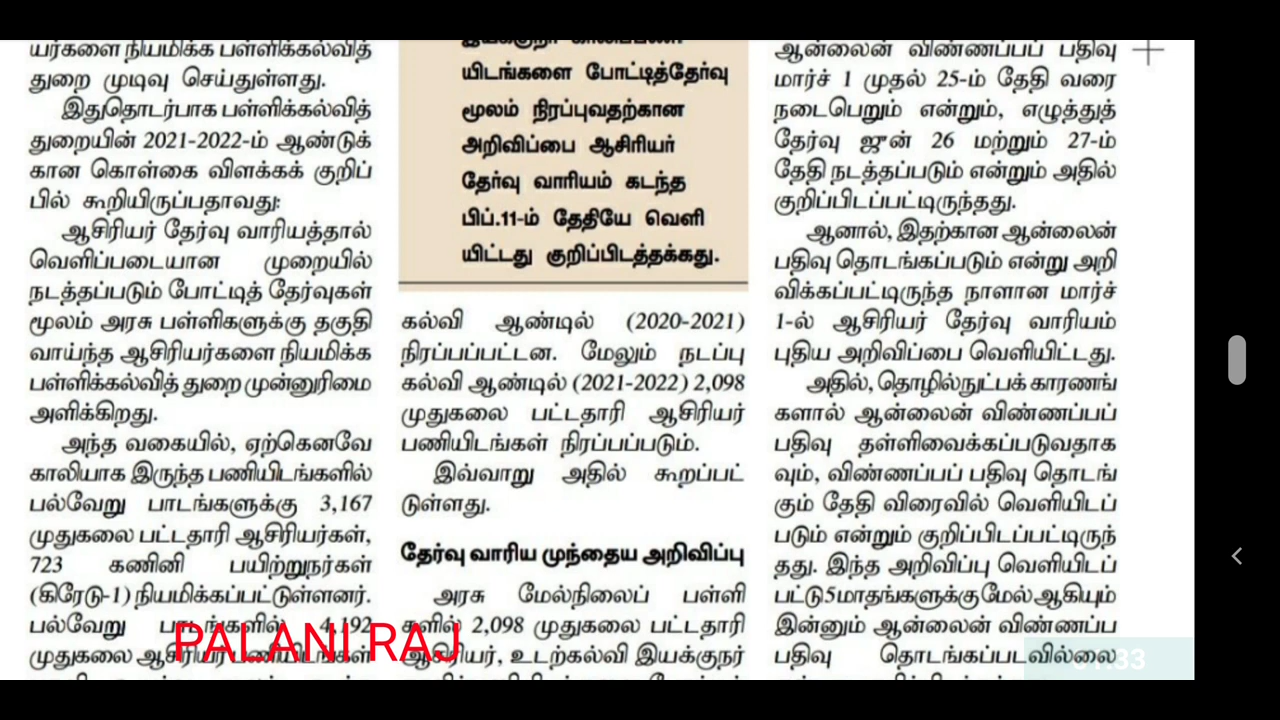 யர்களை நியமிக்க பள்ளிக்கல்வித்
துறை முடிவு செய்துள்ளது.
இதுதொடர்பாக பள்ளிக்கல்வித்
துறையின் 2021-2022-ம் ஆண்டுக்
கான கொள்கை விளக்கக் குறிப்
பில் கூறியிருப்பதாவது:
ஆசிரியர் தேர்வு வாரியத்தால்
வெளிப்படையான முறையில்
நடத்தப்படும் போட்டித் தேர்வுகள்
மூலம் அரசு பள்ளிகளுக்கு தகுதி
வாய்ந்த ஆசிரியர்களை நியமிக்க
பள்ளிக்கல்வித் துறை முன்னுரிமை
அளிக்கிறது.
அந்த வகையில், ஏற்கெனவே
காலியாக இருந்த பணியிடங்களில்
பல்வேறு பாடங்களுக்கு 3,167
முதுகலை பட்டதாரி ஆசிரியர்கள்,
723 கணினி பயிற்றுநர்கள்
(கிரேடு-1) நியமிக்கப்பட்டுள்ளனர்.
பல்வேறு பாடங்களில் 4,192
முதுகலை ஆசிரியர் பணியிடங்கள்
யிடங்களை போட்டித்தேர்வு
மூலம் நிரப்புவதற்கான
அறிவிப்பை ஆசிரியர்
தேர்வு வாரியம் கடந்த
பிப்.11-ம் தேதியே வெளி
யிட்டது குறிப்பிடத்தக்கது.
கல்வி ஆண்டில் (2020-2021)
நிரப்பப்பட்டன. மேலும் நடப்பு
கல்வி ஆண்டில் (2021-2022) 2,098
முதுகலை பட்டதாரி ஆசிரியர்
பணியிடங்கள் நிரப்பப்படும்.
இவ்வாறு அதில் கூறப்பட்
டுள்ளது.
தேர்வு வாரிய முந்தைய அறிவிப்பு
அரசு மேல்நிலைப் பள்ளி
களில் 2,098 முதுகலை பட்டதாரி
ஆசிரியர், உடற்கல்வி இயக்குநர்
ஆன்லைன் விண்ணப்பப் பதிவு
மார்ச் 1 முதல் 25-ம் தேதி வரை
நடைபெறும் என்றும், எழுத்துத்
தேர்வு ஜுன் 26 மற்றும் 27-ம்
தேதி நடத்தப்படும் என்றும் அதில்
குறிப்பிடப்பட்டிருந்தது.
ஆனால், இதற்கான ஆன்லைன்
பதிவு தொடங்கப்படும் என்று அறி
விக்கப்பட்டிருந்த நாளான மார்ச்
1-ல் ஆசிரியர் தேர்வு வாரியம்
புதிய அறிவிப்பை வெளியிட்டது.
அதில், தொழில்நுட்பக் காரணங்
களால் ஆன்லைன் விண்ணப்பப்
பதிவு தள்ளிவைக்கப்படுவதாக
வும், விண்ணப்பப் பதிவு தொடங்
கும் தேதி விரைவில் வெளியிடப்
படும் என்றும் குறிப்பிடப்பட்டிருந்
தது. இந்த அறிவிப்பு வெளியிடப்
பட்டு 5 மாதங்களுக்கு மேல் ஆகியும்
இன்னும் ஆன்லைன் விண்ணப்ப
பதிவு தொடங்கப்படவில்லை
PALANI RAJ